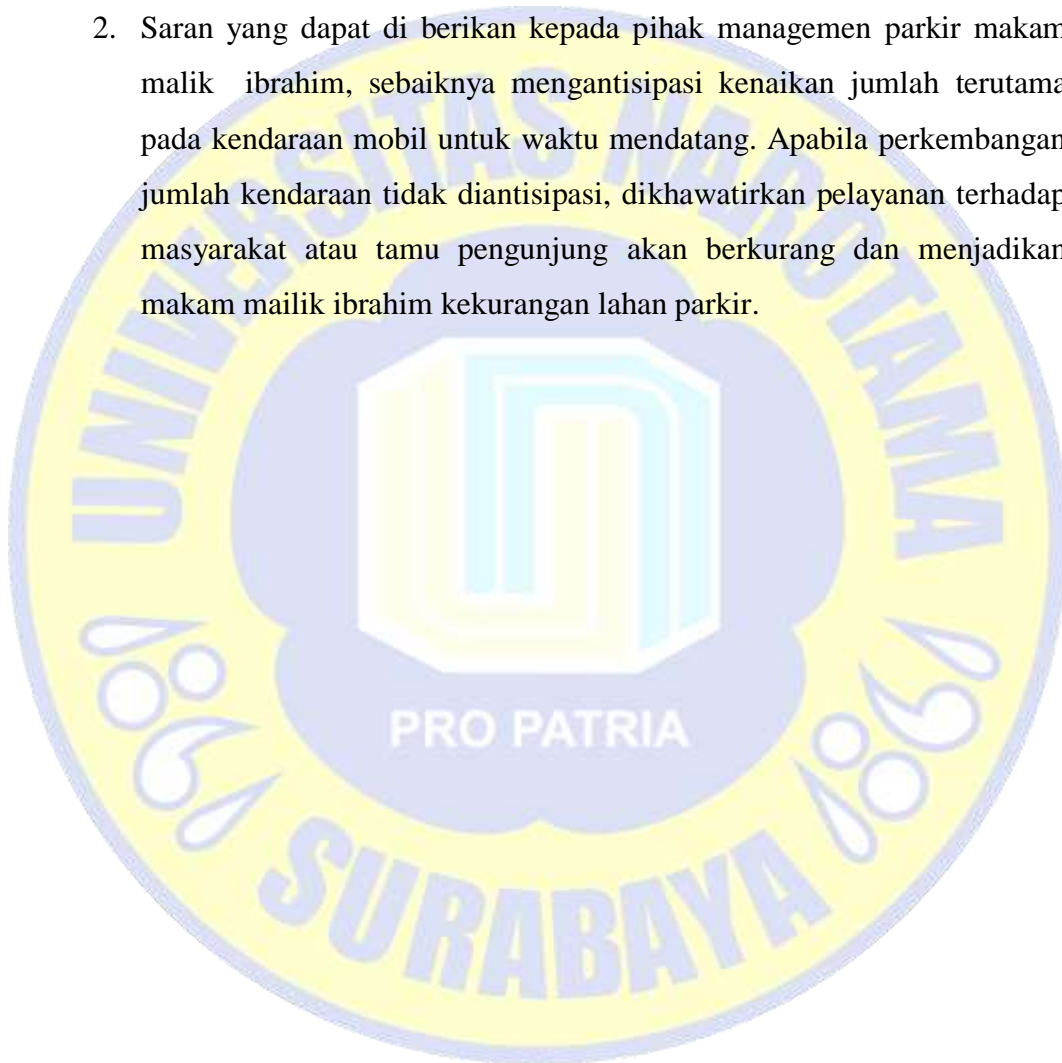 2. Saran yang dapat di berikan kepada pihak managemen parkir makam
malik ibrahim, sebaiknya mengantisipasi kenaikan jumlah terutama
pada kendaraan mobil untuk waktu mendatang. Apabila perkembangan
jumlah kendaraan tidak diantisipasi, dikhawatirkan pelayanan terhadap
masyarakat atau tamu pengunjung akan berkurang dan menjadikan
makam mailik ibrahim kekurangan lahan parkir.
UNIVERSITAS NAROTAMA
PRO PATRIA
SURABAYA